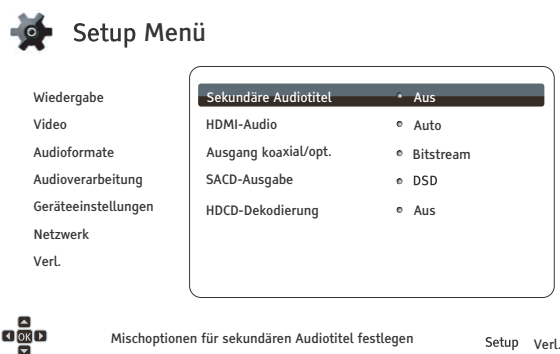 Setup Menü
Wiedergabe
Video
Audioformate
Audioverarbeitung
Geräteeinstellungen
Netzwerk
Verl.
Sekundäre Audiotitel Aus
HDMI-Audio Auto
Ausgang koaxial/opt. Bitstream
SACD-Ausgabe DSD
HDCD-Dekodierung Aus
OK
Mischoptionen für sekundären Audiotitel festlegen
Setup Verl.